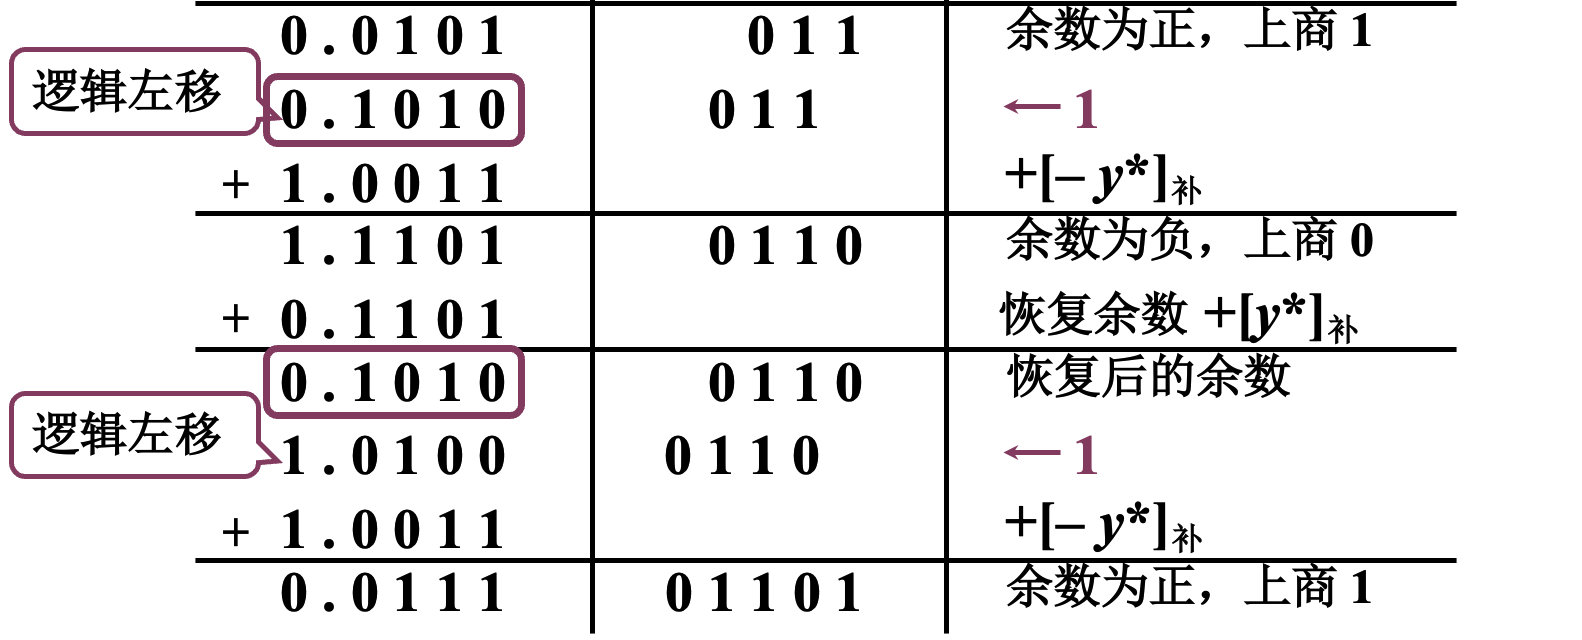 0.0101 011 余数为正，上商 1
逻辑左移 0.1010 011 ← 1
+ 1.0011 +[– y*]补
1.1101 0110 余数为负，上商 0
+ 0.1101 恢复余数 +[y*]补
0.1010 0110 恢复后的余数
逻辑左移 1.0100 0110 ← 1
+ 1.0011 +[– y*]补
0.0111 01101 余数为正，上商 1